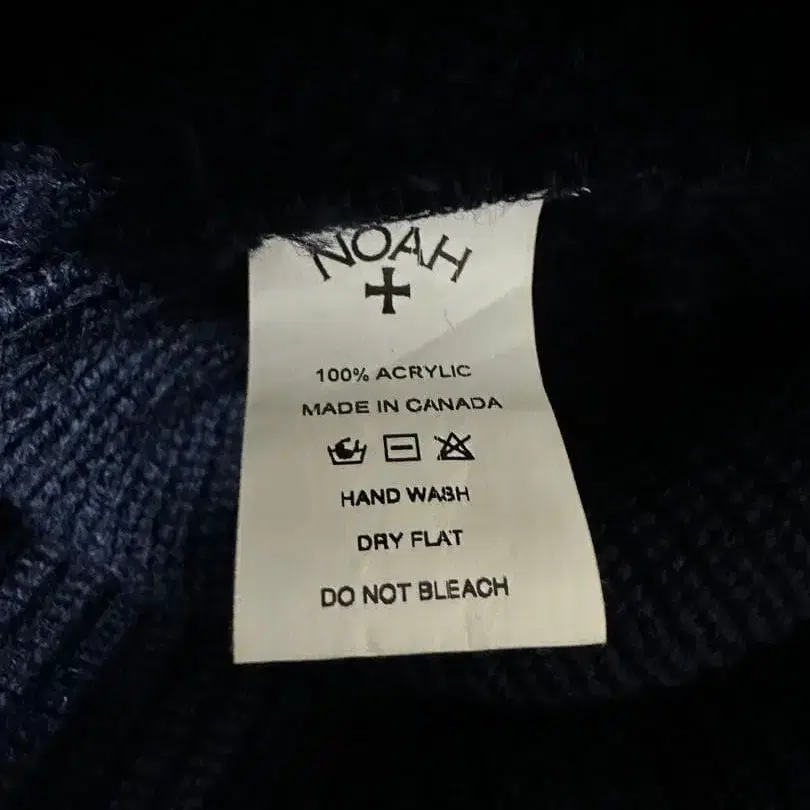 NOAH
100% ACRYLIC
MADE IN CANADA
HAND WASH
DRY FLAT
DO NOT BLEACH